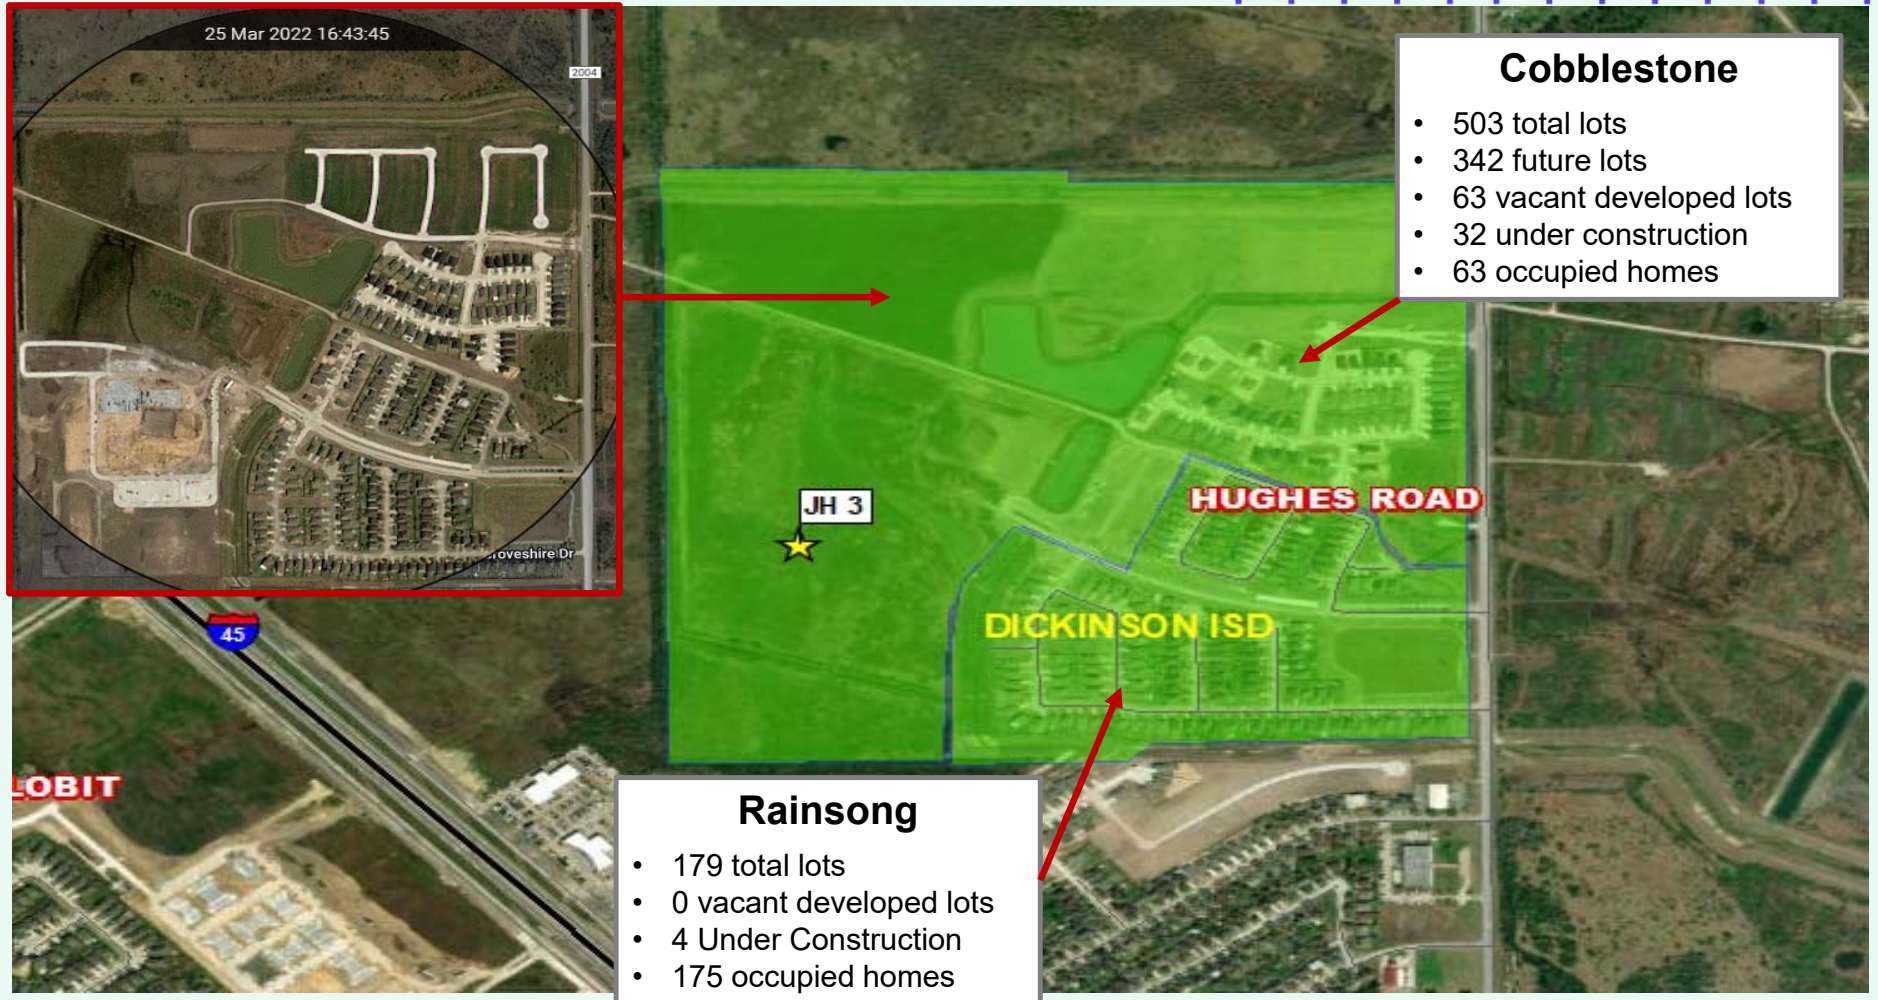 25 Mar 2022 16:43:45
2004
Cobblestone
• 503 total lots
• 342 future lots
• 63 vacant developed lots
• 32 under construction
• 63 occupied homes
JH 3
HUGHES ROAD
roveshire Dr
DICKINSON ISD
45
LOBIT
Rainsong
• 179 total lots
• 0 vacant developed lots
• 4 Under Construction
• 175 occupied homes